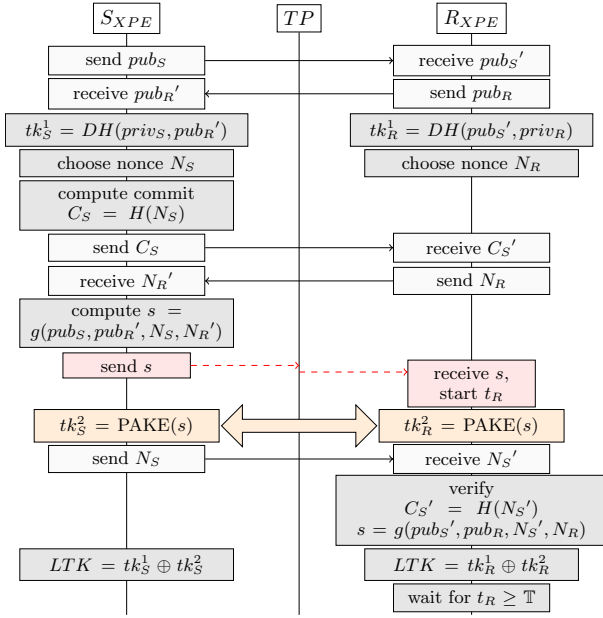 S_XPE TP R_XPE
send pub_S receive pub_S′
receive pub_R′ send pub_R
tk_S^1 = DH(priv_S, pub_R′) tk_R^1 = DH(pub_S′, priv_R)
choose nonce N_S choose nonce N_R
compute commit
C_S = H(N_S)
send C_S receive C_S′
receive N_R′ send N_R
compute s =
g(pub_S, pub_R′, N_S, N_R′)
send s
receive s,
start t_R
tk_S^2 = PAKE(s) tk_R^2 = PAKE(s)
send N_S receive N_S′
verify
C_S′ = H(N_S′)
s = g(pub_S′, pub_R, N_S′, N_R)
LTK = tk_S^1 ⊕ tk_S^2 LTK = tk_R^1 ⊕ tk_R^2
wait for t_R ≥ 𝕋